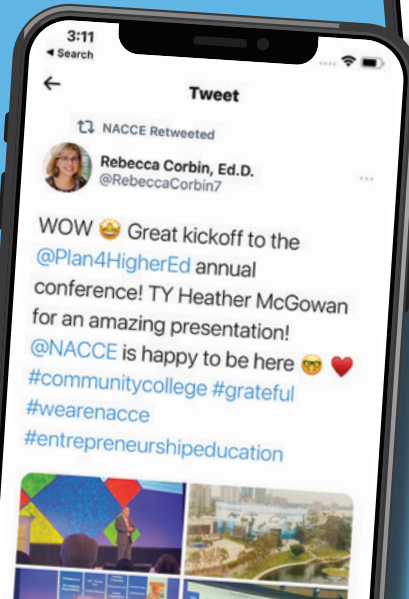 3:11
Search
Tweet
NACCE Retweeted
Rebecca Corbin, Ed.D.
@RebeccaCorbin7
WOW 🤩 Great kickoff to the
@Plan4HigherEd annual
conference! TY Heather McGowan
for an amazing presentation!
@NACCE is happy to be here 🤓 ♥️
#communitycollege #grateful
#wearenacce
#entrepreneurshipeducation